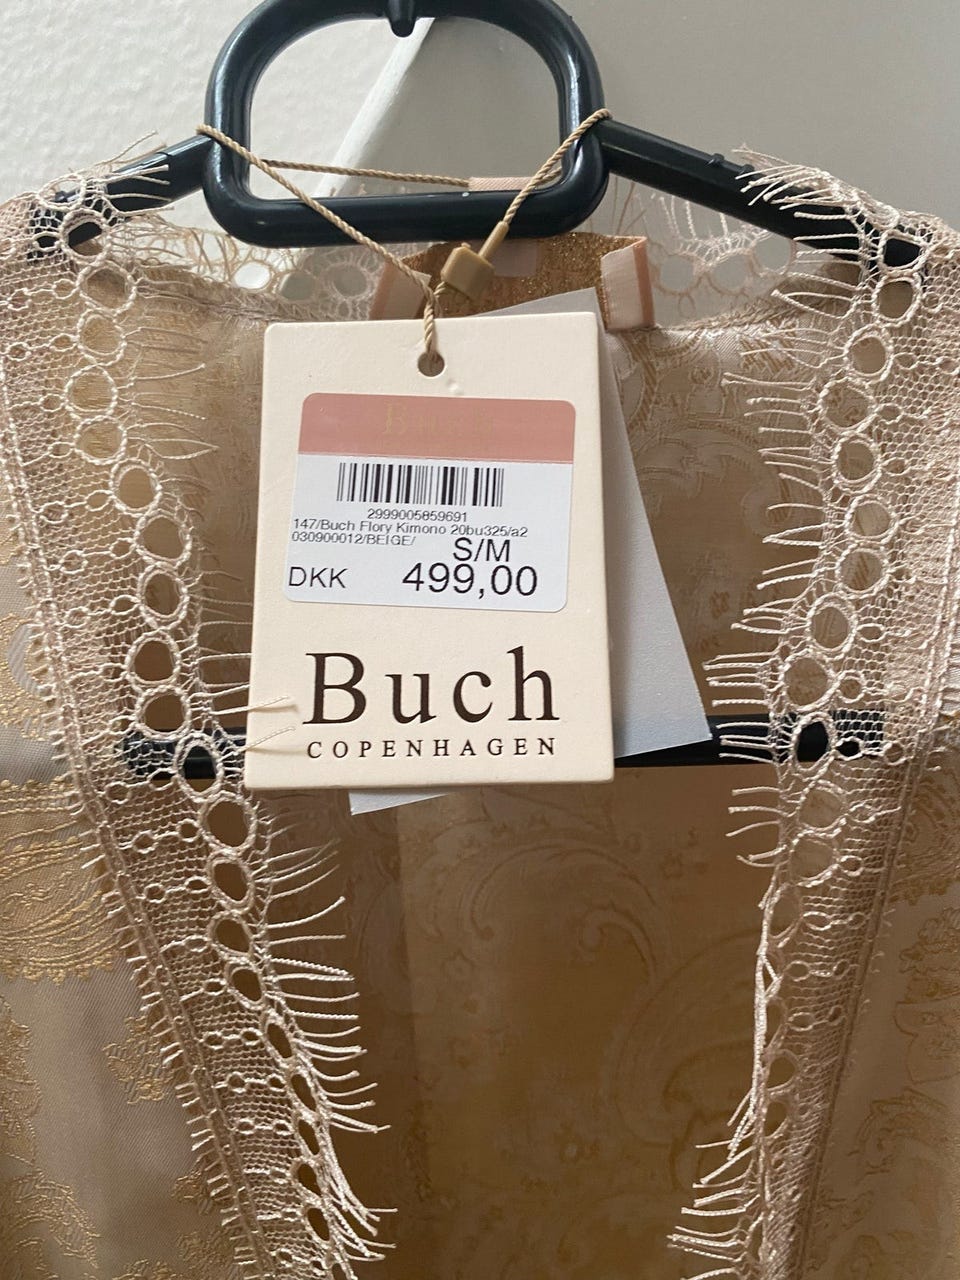 Buch
2999005859691
147/Buch Flory Kimono 20bu325/a2
030900012/BEIGE/ S/M
DKK 499,00
Buch
COPENHAGEN